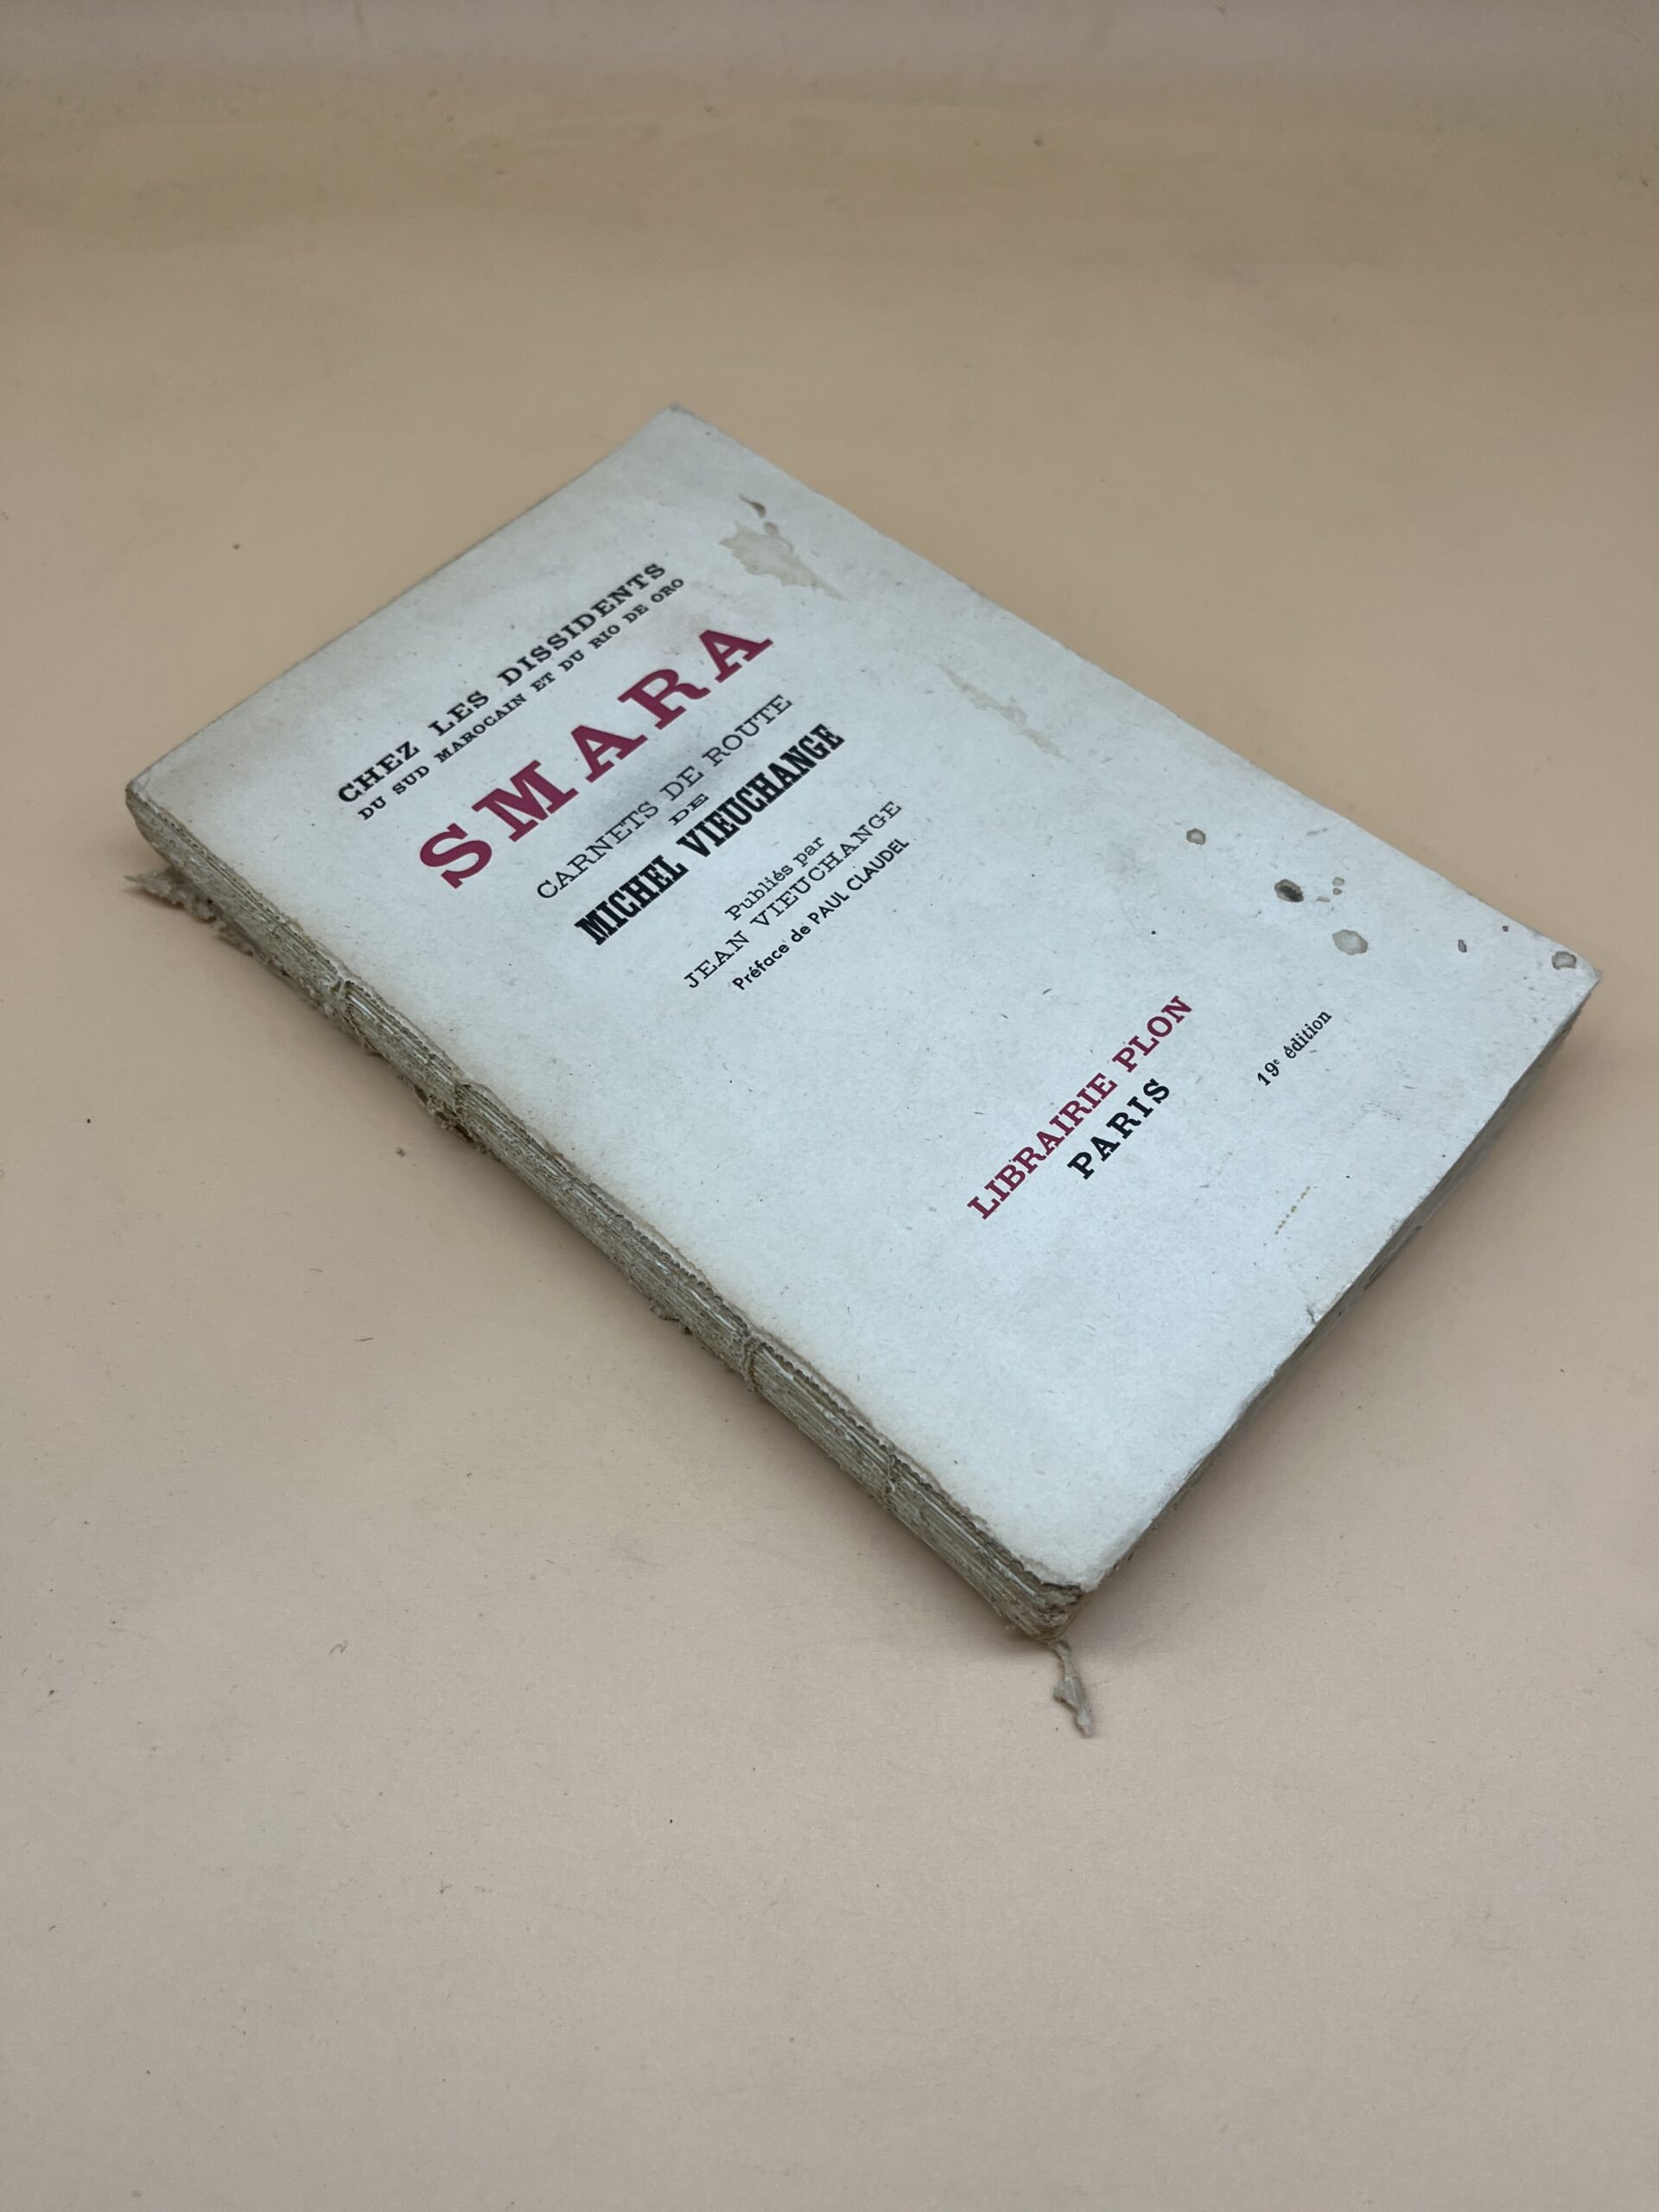 CHEZ LES DISSIDENTS
DU SUD MAROCAIN ET DU RIO DE ORO
SMARA
CARNETS DE ROUTE
DE
MICHEL VIEUCHANGE
Publiés par
JEAN VIEUCHANGE
Préface de PAUL CLAUDEL
LIBRAIRIE PLON
PARIS
19e édition